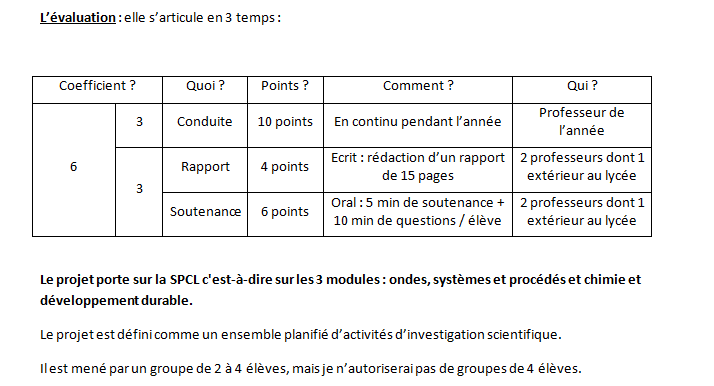 L'évaluation : elle s'articule en 3 temps :
Coefficient ? Quoi ? Points ? Comment ? Qui ?
6 3 Conduite 10 points En continu pendant l'année Professeur de
l'année
3 Rapport 4 points Ecrit : rédaction d'un rapport
de 15 pages
2 professeurs dont 1
extérieur au lycée
Soutenance 6 points Oral : 5 min de soutenance +
10 min de questions / élève
2 professeurs dont 1
extérieur au lycée
Le projet porte sur la SPCL c'est-à-dire sur les 3 modules : ondes, systèmes et procédés et chimie et
développement durable.
Le projet est défini comme un ensemble planifié d'activités d'investigation scientifique.
Il est mené par un groupe de 2 à 4 élèves, mais je n'autoriserai pas de groupes de 4 élèves.